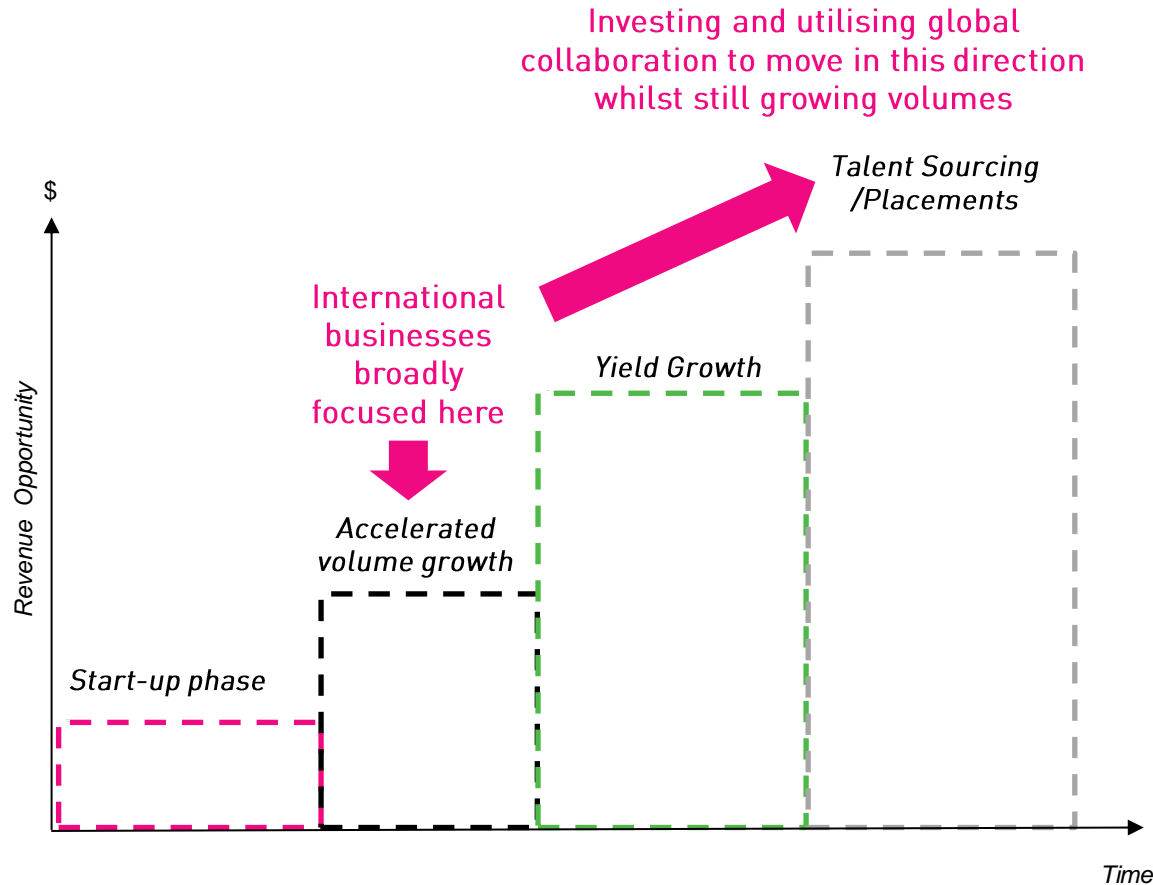 Investing and utilising global
collaboration to move in this direction
whilst still growing volumes
Talent Sourcing
/Placements
$
International
businesses
broadly
focused here
Yield Growth
Revenue Opportunity
Accelerated
volume growth
Start-up phase
Time